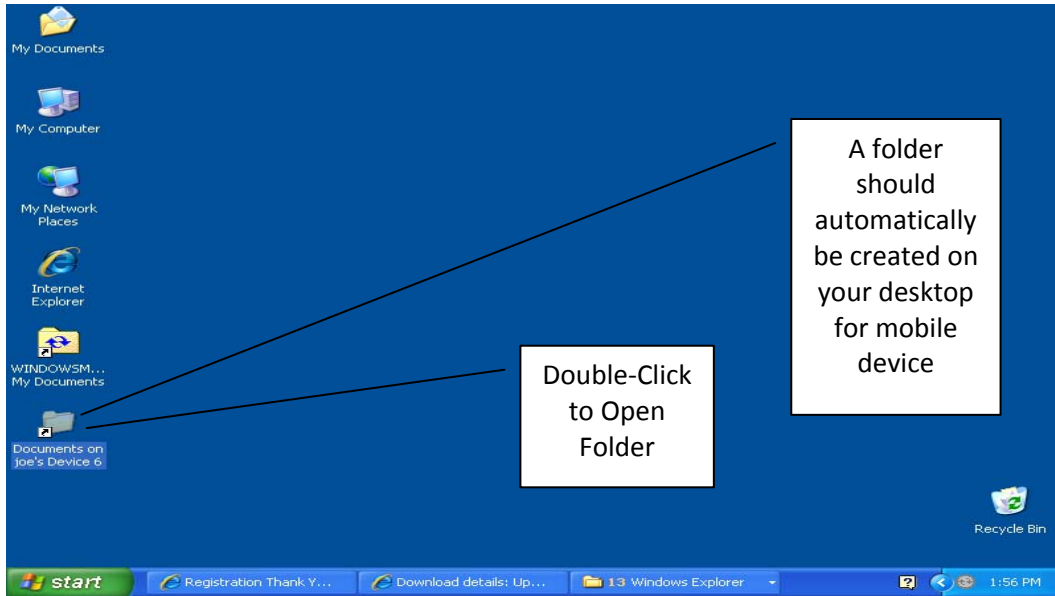 My Documents
My Computer
My Network
Places
Internet
Explorer
WINDOWSM...
My Documents
Documents on
joe's Device 6
A folder
should
automatically
be created on
your desktop
for mobile
device
Double-Click
to Open
Folder
Recycle Bin
start
Registration Thank Y...
Download details: Up...
13 Windows Explorer
1:56 PM